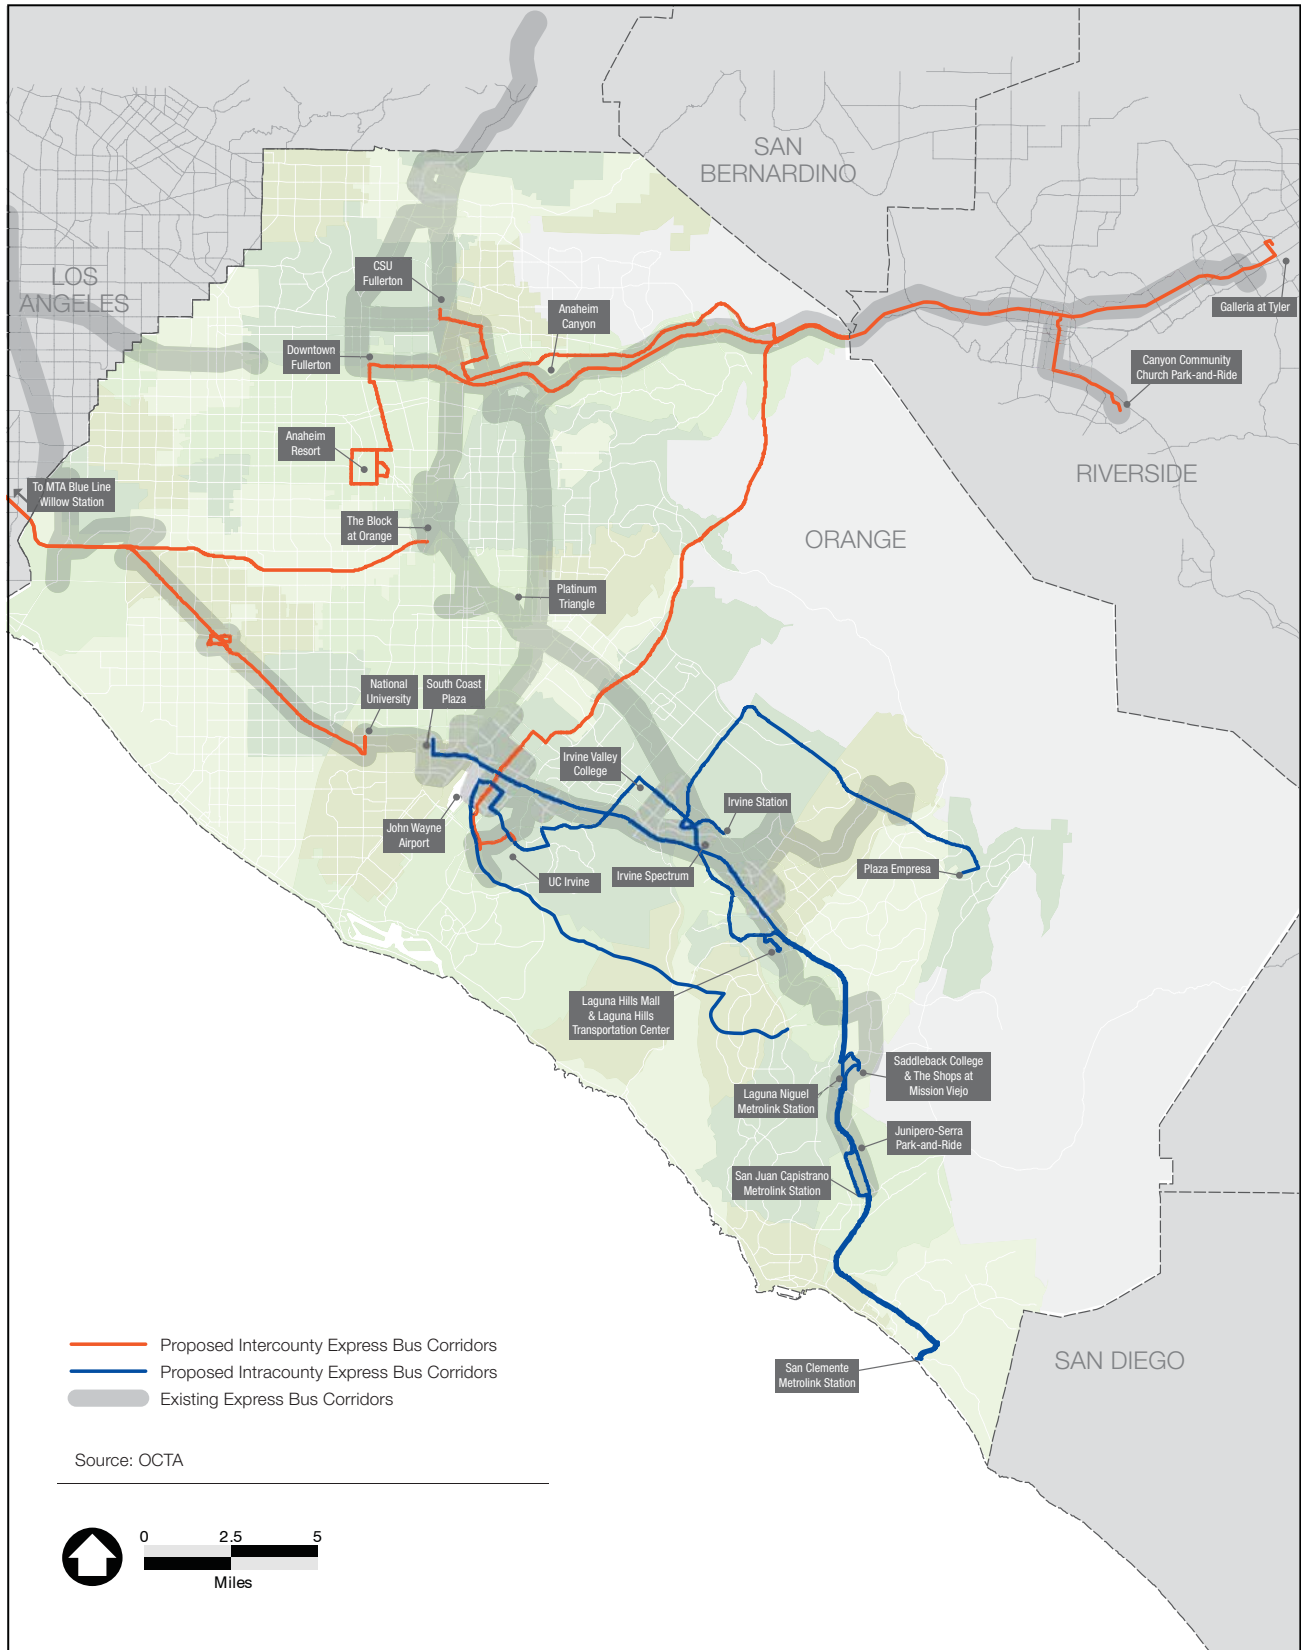 SAN
BERNARDINO
LOS
ANGELES
CSU
Fullerton
Galleria at Tyler
Anaheim
Canyon
Downtown
Fullerton
Canyon Community
Church Park-and-Ride
Anaheim
Resort
RIVERSIDE
To MTA Blue Line
Willow Station
The Block
at Orange
ORANGE
Platinum
Triangle
National
University
South Coast
Plaza
Irvine Valley
College
Irvine Station
John Wayne
Airport
UC Irvine
Irvine Spectrum
Plaza Empresa
Laguna Hills Mall
& Laguna Hills
Transportation Center
Saddleback College
& The Shops at
Mission Viejo
Laguna Niguel
Metrolink Station
Junipero-Serra
Park-and-Ride
San Juan Capistrano
Metrolink Station
San Clemente
Metrolink Station
SAN DIEGO
Proposed Intercounty Express Bus Corridors
Proposed Intracounty Express Bus Corridors
Existing Express Bus Corridors
Source: OCTA
0 2.5 5
Miles